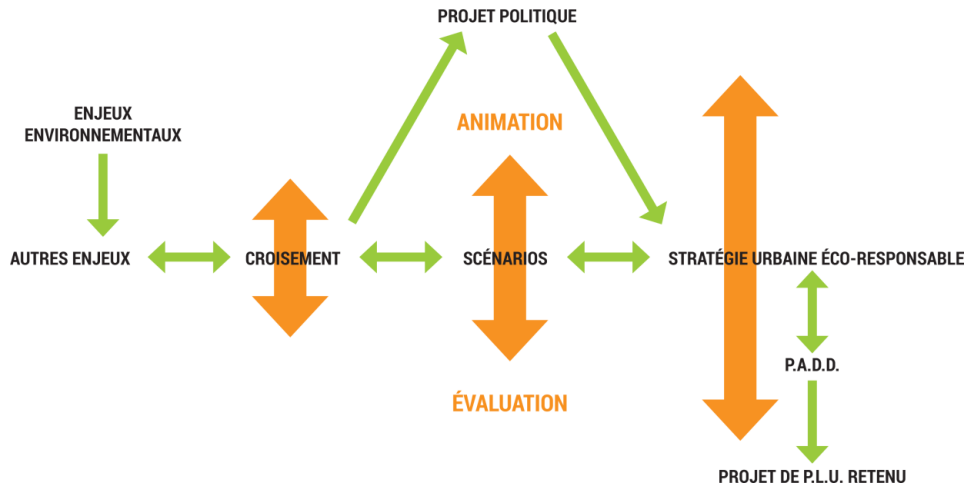 PROJET POLITIQUE
ENJEUX
ENVIRONNEMENTAUX
ANIMATION
AUTRES ENJEUX
CROISEMENT
SCÉNARIOS
STRATÉGIE URBAINE ÉCO-RESPONSABLE
P.A.D.D.
ÉVALUATION
PROJET DE P.L.U. RETENU